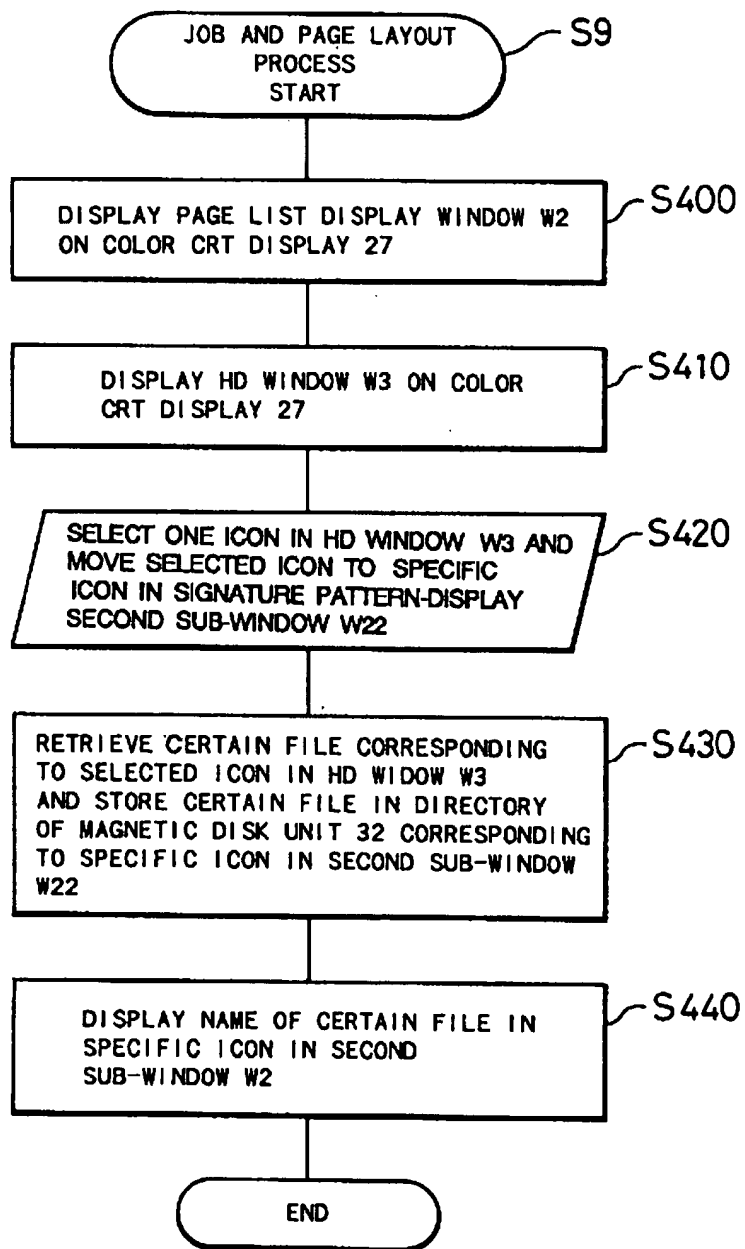 JOB AND PAGE LAYOUT
PROCESS
START
S9
DISPLAY PAGE LIST DISPLAY WINDOW W2
ON COLOR CRT DISPLAY 27
S400
DISPLAY HD WINDOW W3 ON COLOR
CRT DISPLAY 27
S410
SELECT ONE ICON IN HD WINDOW W3 AND
MOVE SELECTED ICON TO SPECIFIC
ICON IN SIGNATURE PATTERN-DISPLAY
SECOND SUB-WINDOW W22
S420
RETRIEVE CERTAIN FILE CORRESPONDING
TO SELECTED ICON IN HD WIDOW W3
AND STORE CERTAIN FILE IN DIRECTORY
OF MAGNETIC DISK UNIT 32 CORRESPONDING
TO SPECIFIC ICON IN SECOND SUB-WINDOW
W22
S430
DISPLAY NAME OF CERTAIN FILE IN
SPECIFIC ICON IN SECOND
SUB-WINDOW W2
S440
END